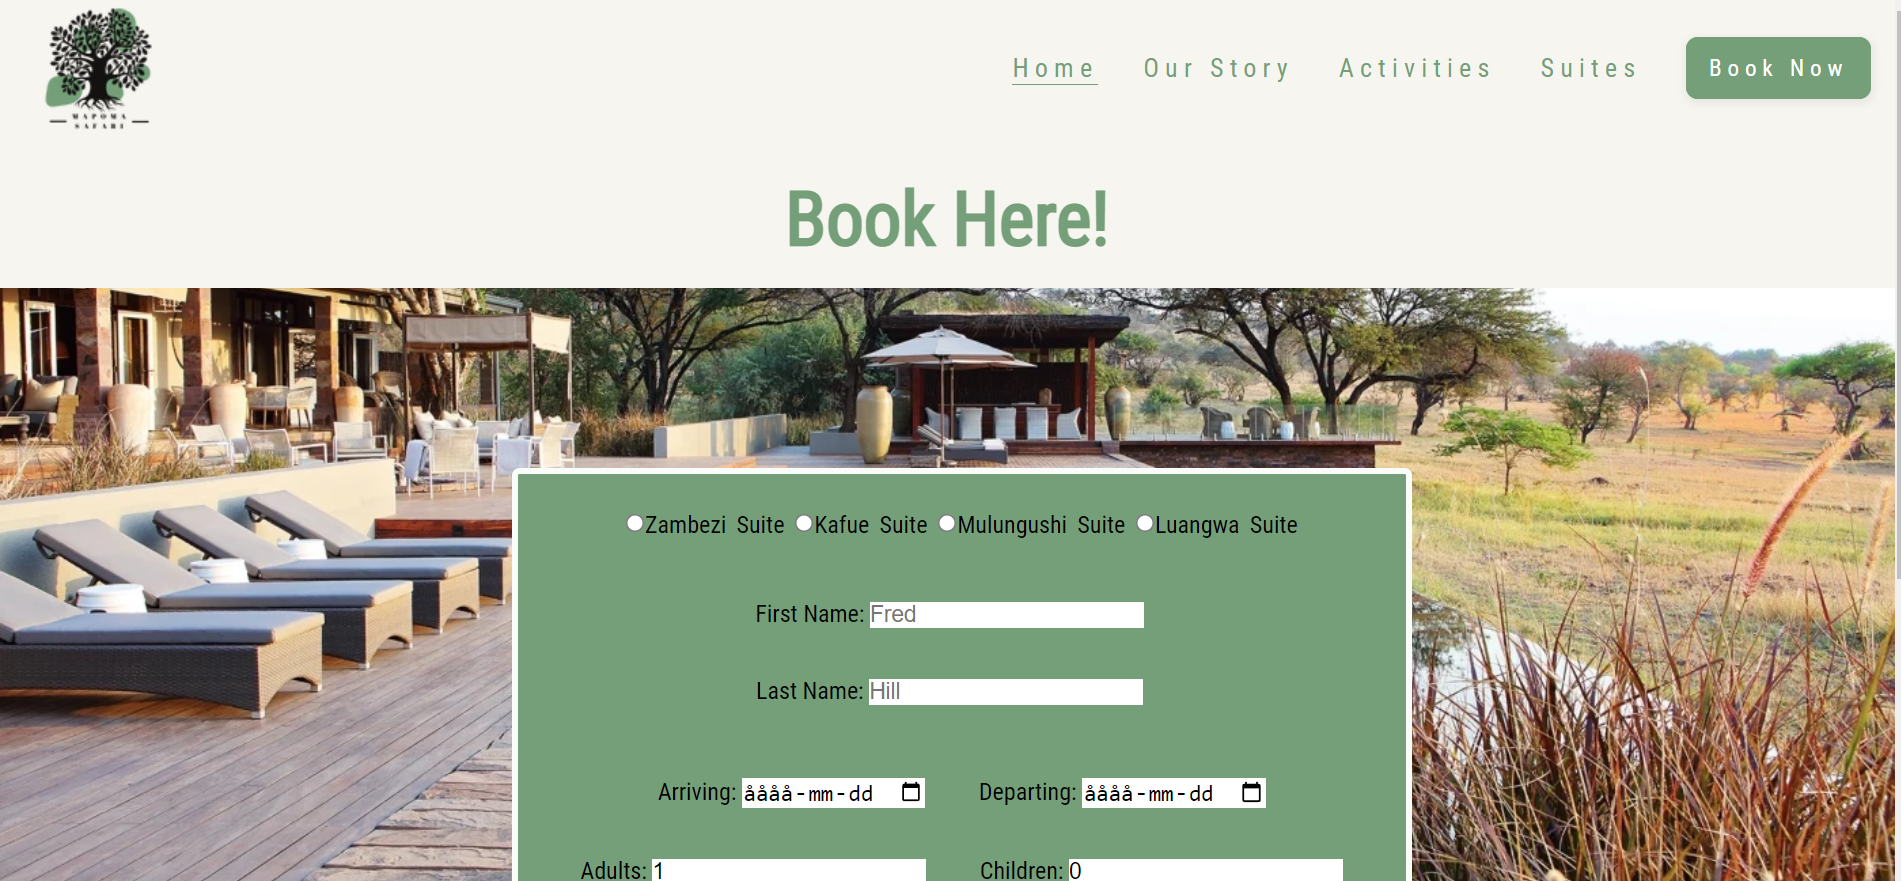 MAPOMA
SAFARI
Home Our Story Activities Suites Book Now
Book Here!
Zambezi Suite Kafue Suite Mulungushi Suite Luangwa Suite
First Name: Fred
Last Name: Hill
Arriving: åååå-mm-dd Departing: åååå-mm-dd
Adults: 1 Children: 0